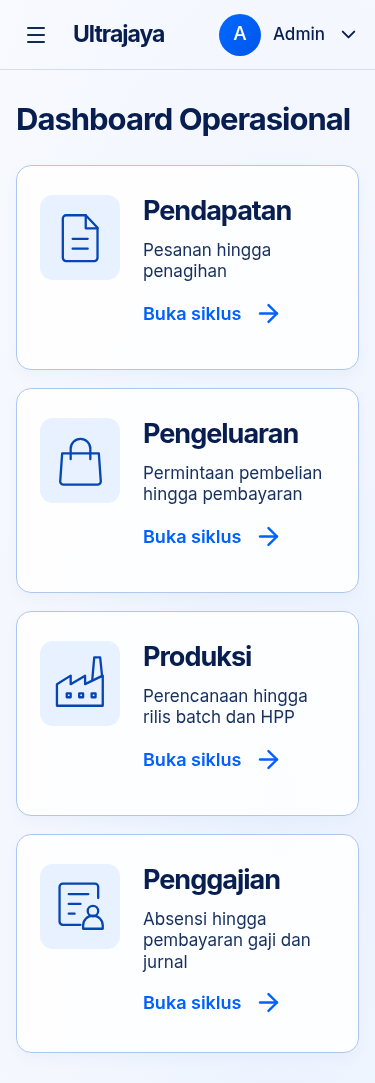 Ultrajaya
A
Admin
Dashboard Operasional
Pendapatan
Pesanan hingga
penagihan
Buka siklus
Pengeluaran
Permintaan pembelian
hingga pembayaran
Buka siklus
Produksi
Perencanaan hingga
rilis batch dan HPP
Buka siklus
Penggajian
Absensi hingga
pembayaran gaji dan
jurnal
Buka siklus